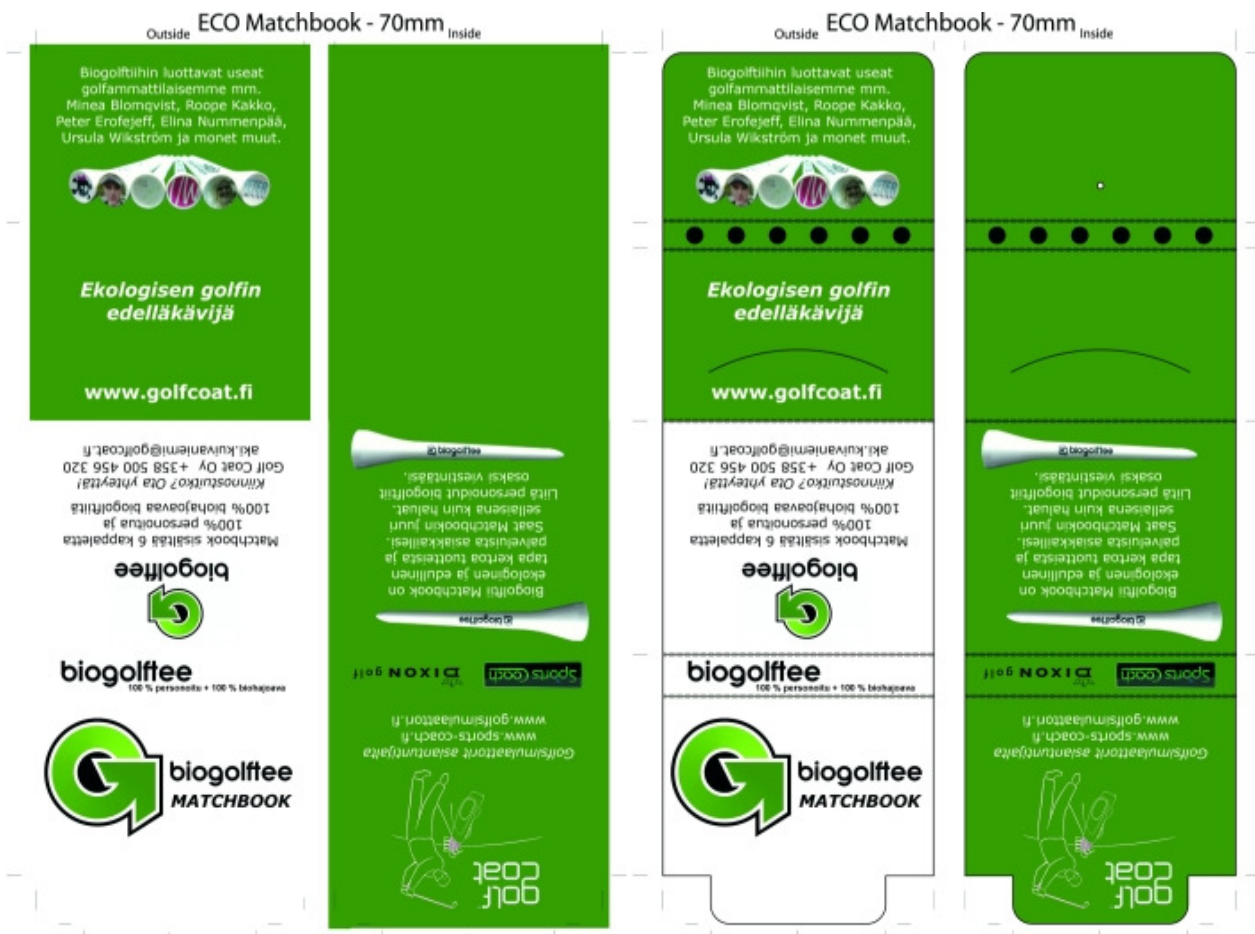 ECO Matchbook - 70mm
Outside
Inside
Biogolftiihin luottavat useat
golfammattilaisemme mm.
Minea Blomqvist, Roope Kakko,
Peter Erofejeff, Elina Nummenpää,
Ursula Wikström ja monet muut.
Ekologisen golfin
edelläkävijä
www.golfcoat.fi
aki.kuivaniemi@golfcoat.fi
Golf Coat Oy +358 500 456 320
Kiinnostuitko? Ota yhteyttä!
100% biohajoavaa biogolftiitä
100% personoitua ja
Matchbook sisältää 6 kappaletta
biogolftee
biogolftee
100 % personoitu + 100 % biohajoava
biogolftee
MATCHBOOK
biogolftee
osaksi viestintääsi.
Liitä personoidut biogolftiit
sellaisena kuin haluat.
Saat Matchbookin juuri
palveluista asiakkaillesi.
tapa kertoa tuotteista ja
ekologinen ja edullinen
Biogolftii Matchbook on
biogolftee
DIXON golf
Sports Coach
www.golfsimulaattori.fi
www.sports-coach.fi
Golfsimulaattorit asiantuntijalta
golf
coat
ECO Matchbook - 70mm
Outside
Inside
Biogolftiihin luottavat useat
golfammattilaisemme mm.
Minea Blomqvist, Roope Kakko,
Peter Erofejeff, Elina Nummenpää,
Ursula Wikström ja monet muut.
Ekologisen golfin
edelläkävijä
www.golfcoat.fi
aki.kuivaniemi@golfcoat.fi
Golf Coat Oy +358 500 456 320
Kiinnostuitko? Ota yhteyttä!
100% biohajoavaa biogolftiitä
100% personoitua ja
Matchbook sisältää 6 kappaletta
biogolftee
biogolftee
100 % personoitu + 100 % biohajoava
biogolftee
MATCHBOOK
biogolftee
osaksi viestintääsi.
Liitä personoidut biogolftiit
sellaisena kuin haluat.
Saat Matchbookin juuri
palveluista asiakkaillesi.
tapa kertoa tuotteista ja
ekologinen ja edullinen
Biogolftii Matchbook on
biogolftee
DIXON golf
Sports Coach
www.golfsimulaattori.fi
www.sports-coach.fi
Golfsimulaattorit asiantuntijalta
golf
coat